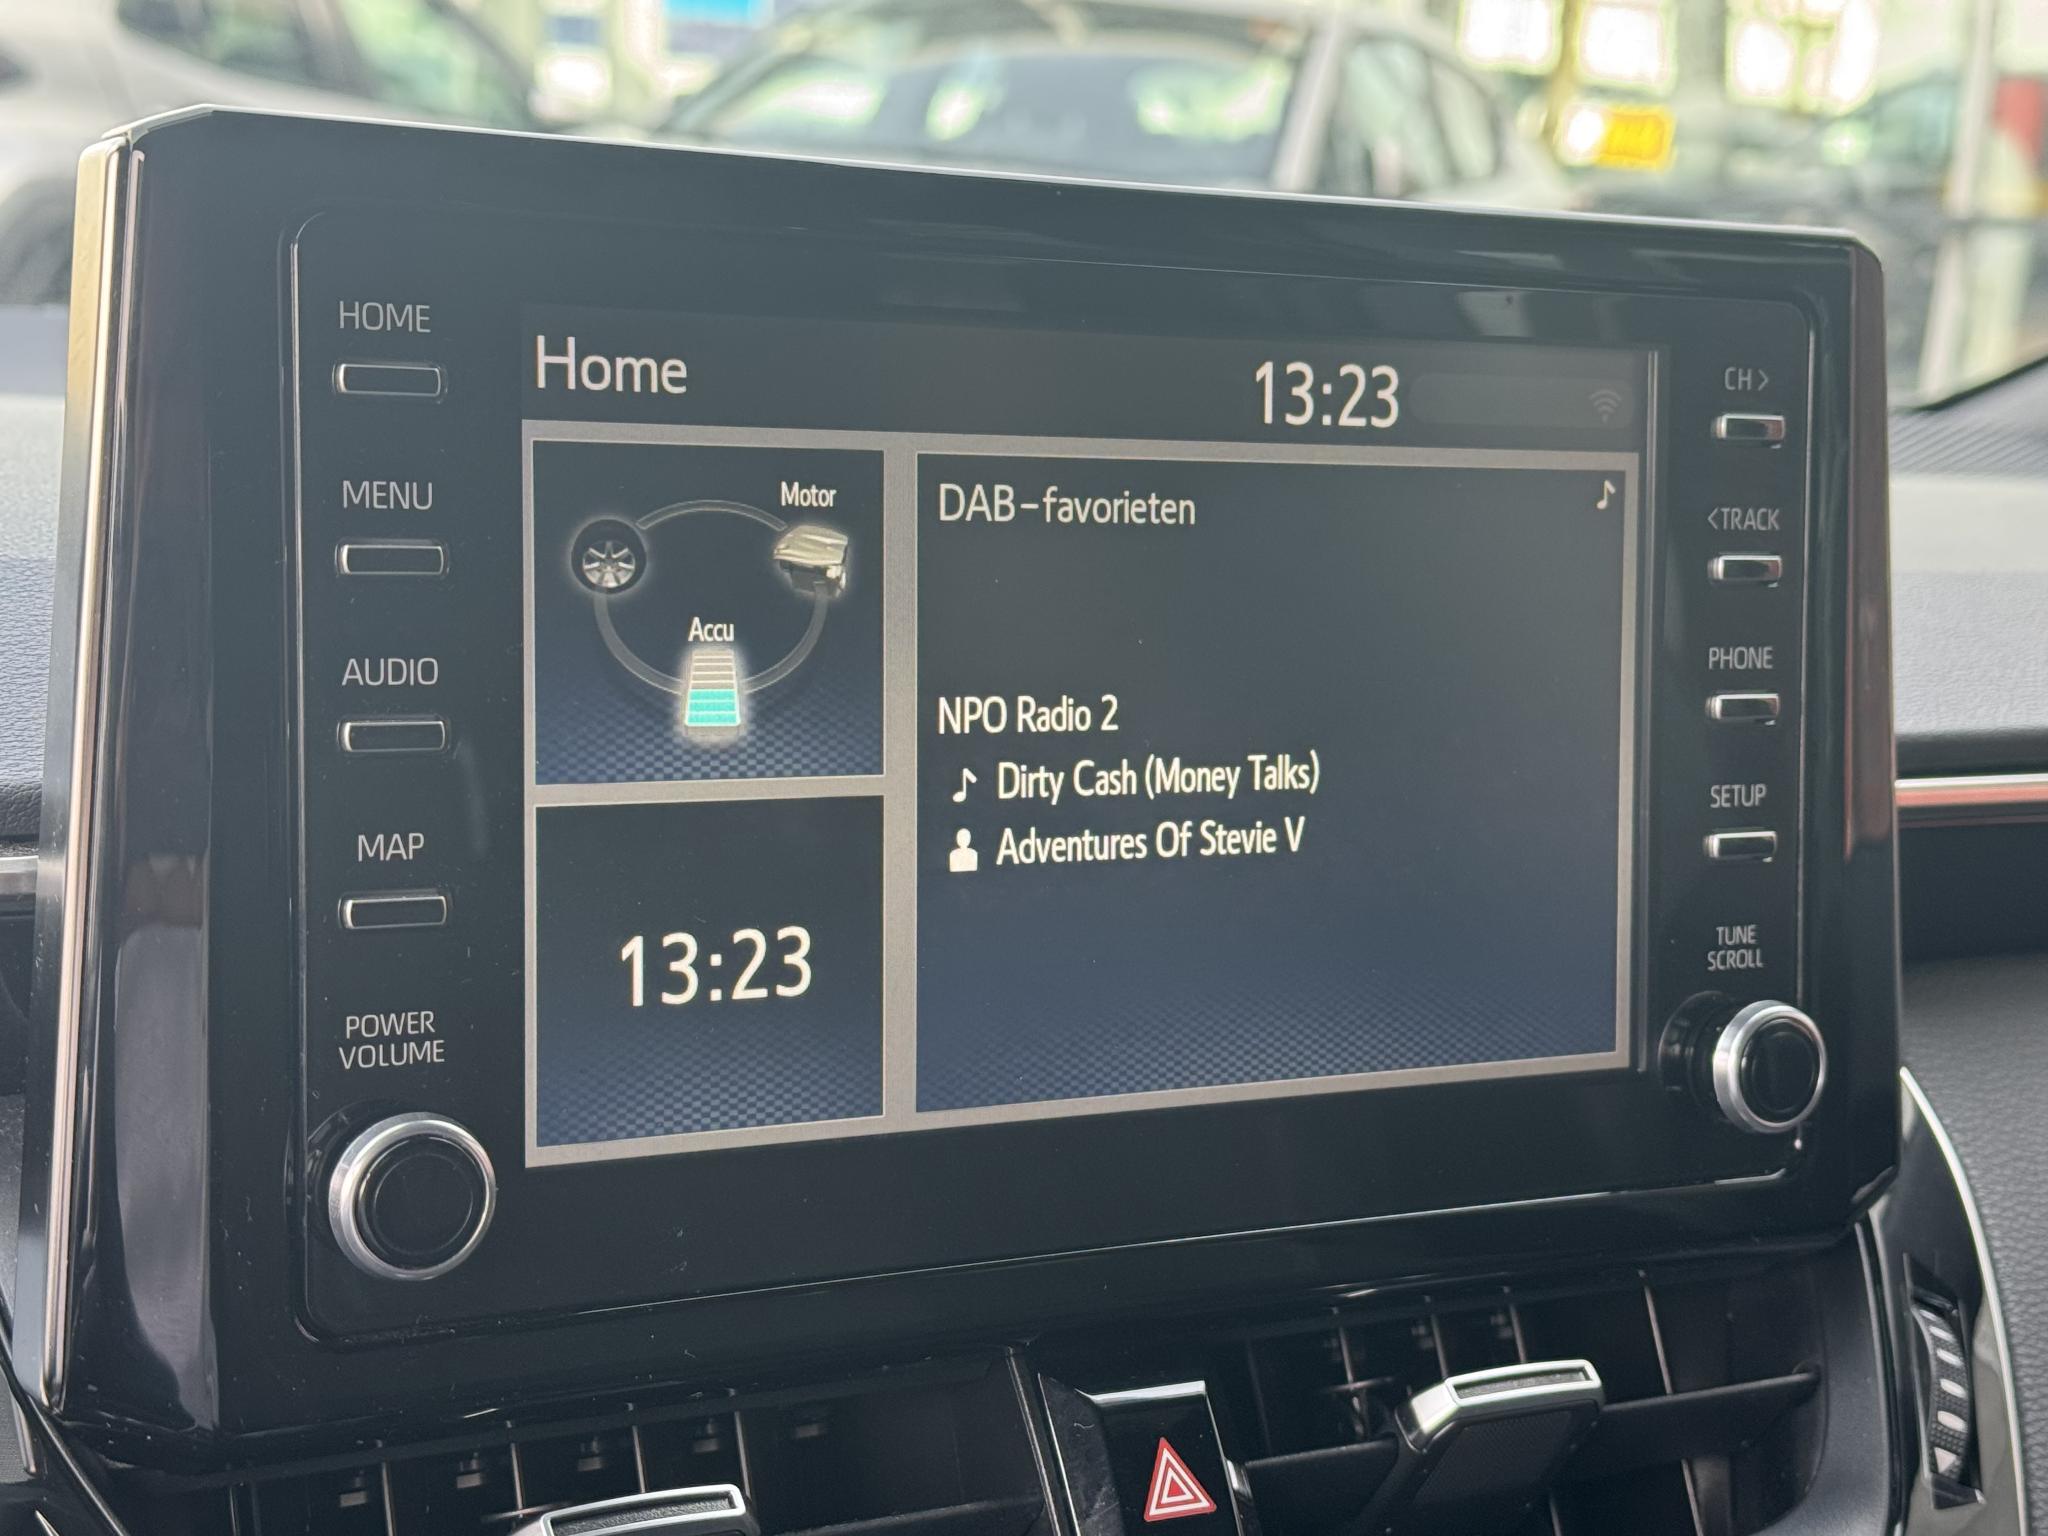 HOME
MENU
AUDIO
MAP
POWER
VOLUME
Home
13:23
Motor
Accu
13:23
DAB-favorieten
NPO Radio 2
Dirty Cash (Money Talks)
Adventures Of Stevie V
CH>
<TRACK
PHONE
SETUP
TUNE
SCROLL